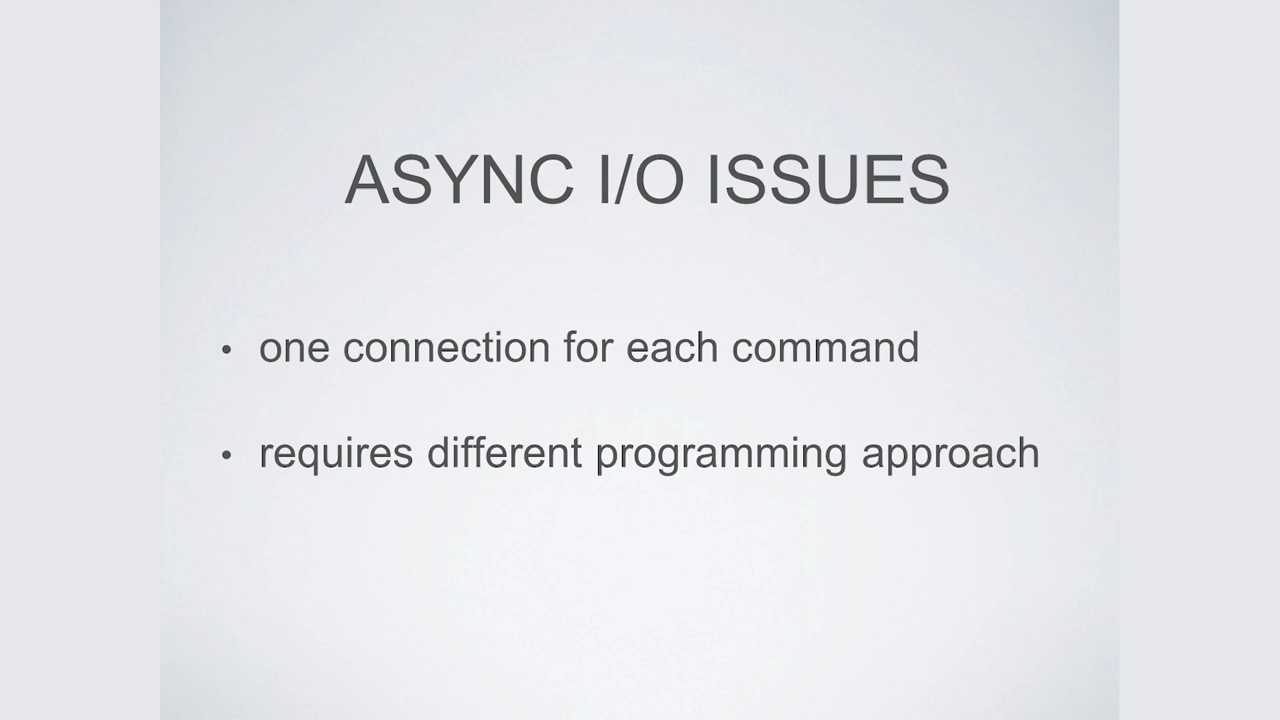 ASYNC I/O ISSUES
• one connection for each command
• requires different programming approach